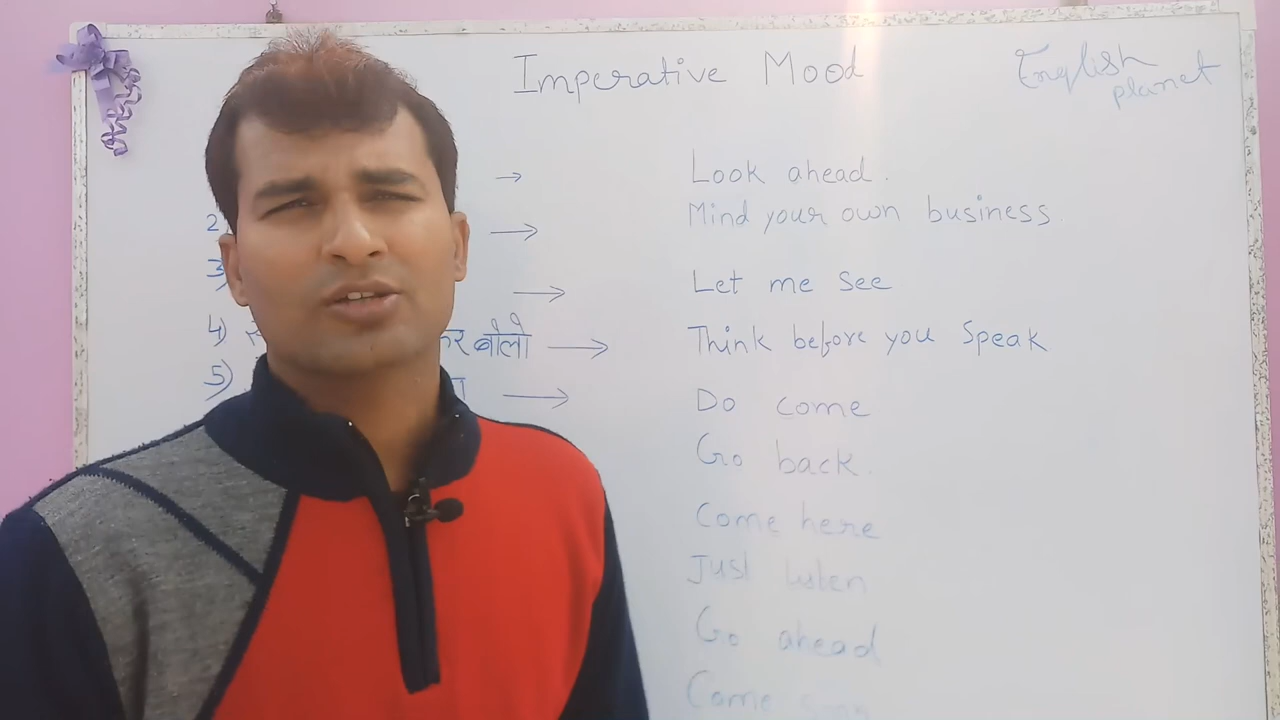 Imperative Mood
English planet
→ Look ahead.
2) → Mind your own business.
3) → Let me see
4) कर बोलो → Think before you Speak
5) → Do come
Go back.
Come here
Just listen
Go ahead
Come soon